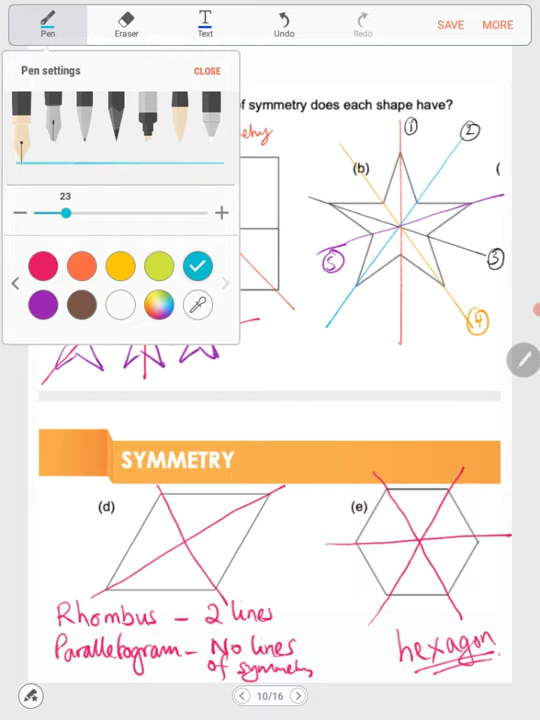 Pen
Eraser
Text
Undo
Redo
SAVE
MORE
Pen settings
CLOSE
23
of symmetry does each shape have?
(b)
(
1
2
3
4
5
SYMMETRY
(d)
(e)
Rhombus - 2 lines
Parallelogram - No lines
of symmetry
hexagon
10/16